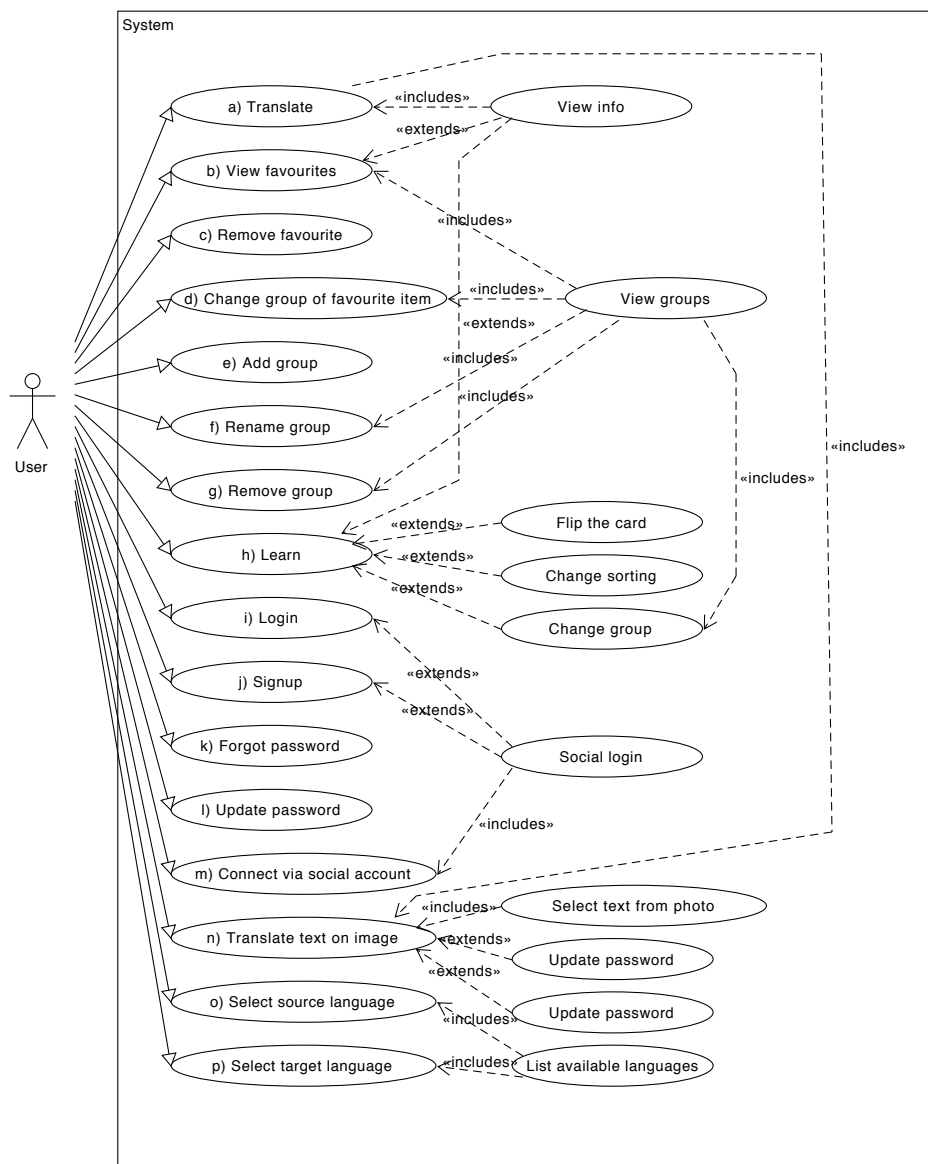 System
a) Translate
«includes»
View info
«extends»
b) View favourites
«includes»
c) Remove favourite
d) Change group of favourite item
«includes»
View groups
«extends»
e) Add group
«includes»
«includes»
f) Rename group
«includes»
User
g) Remove group
«includes»
«extends»
Flip the card
h) Learn
«extends»
Change sorting
«extends»
i) Login
Change group
«extends»
j) Signup
«extends»
k) Forgot password
Social login
l) Update password
«includes»
m) Connect via social account
«includes»
Select text from photo
n) Translate text on image
«extends»
Update password
«extends»
o) Select source language
Update password
«includes»
p) Select target language
«includes»
List available languages